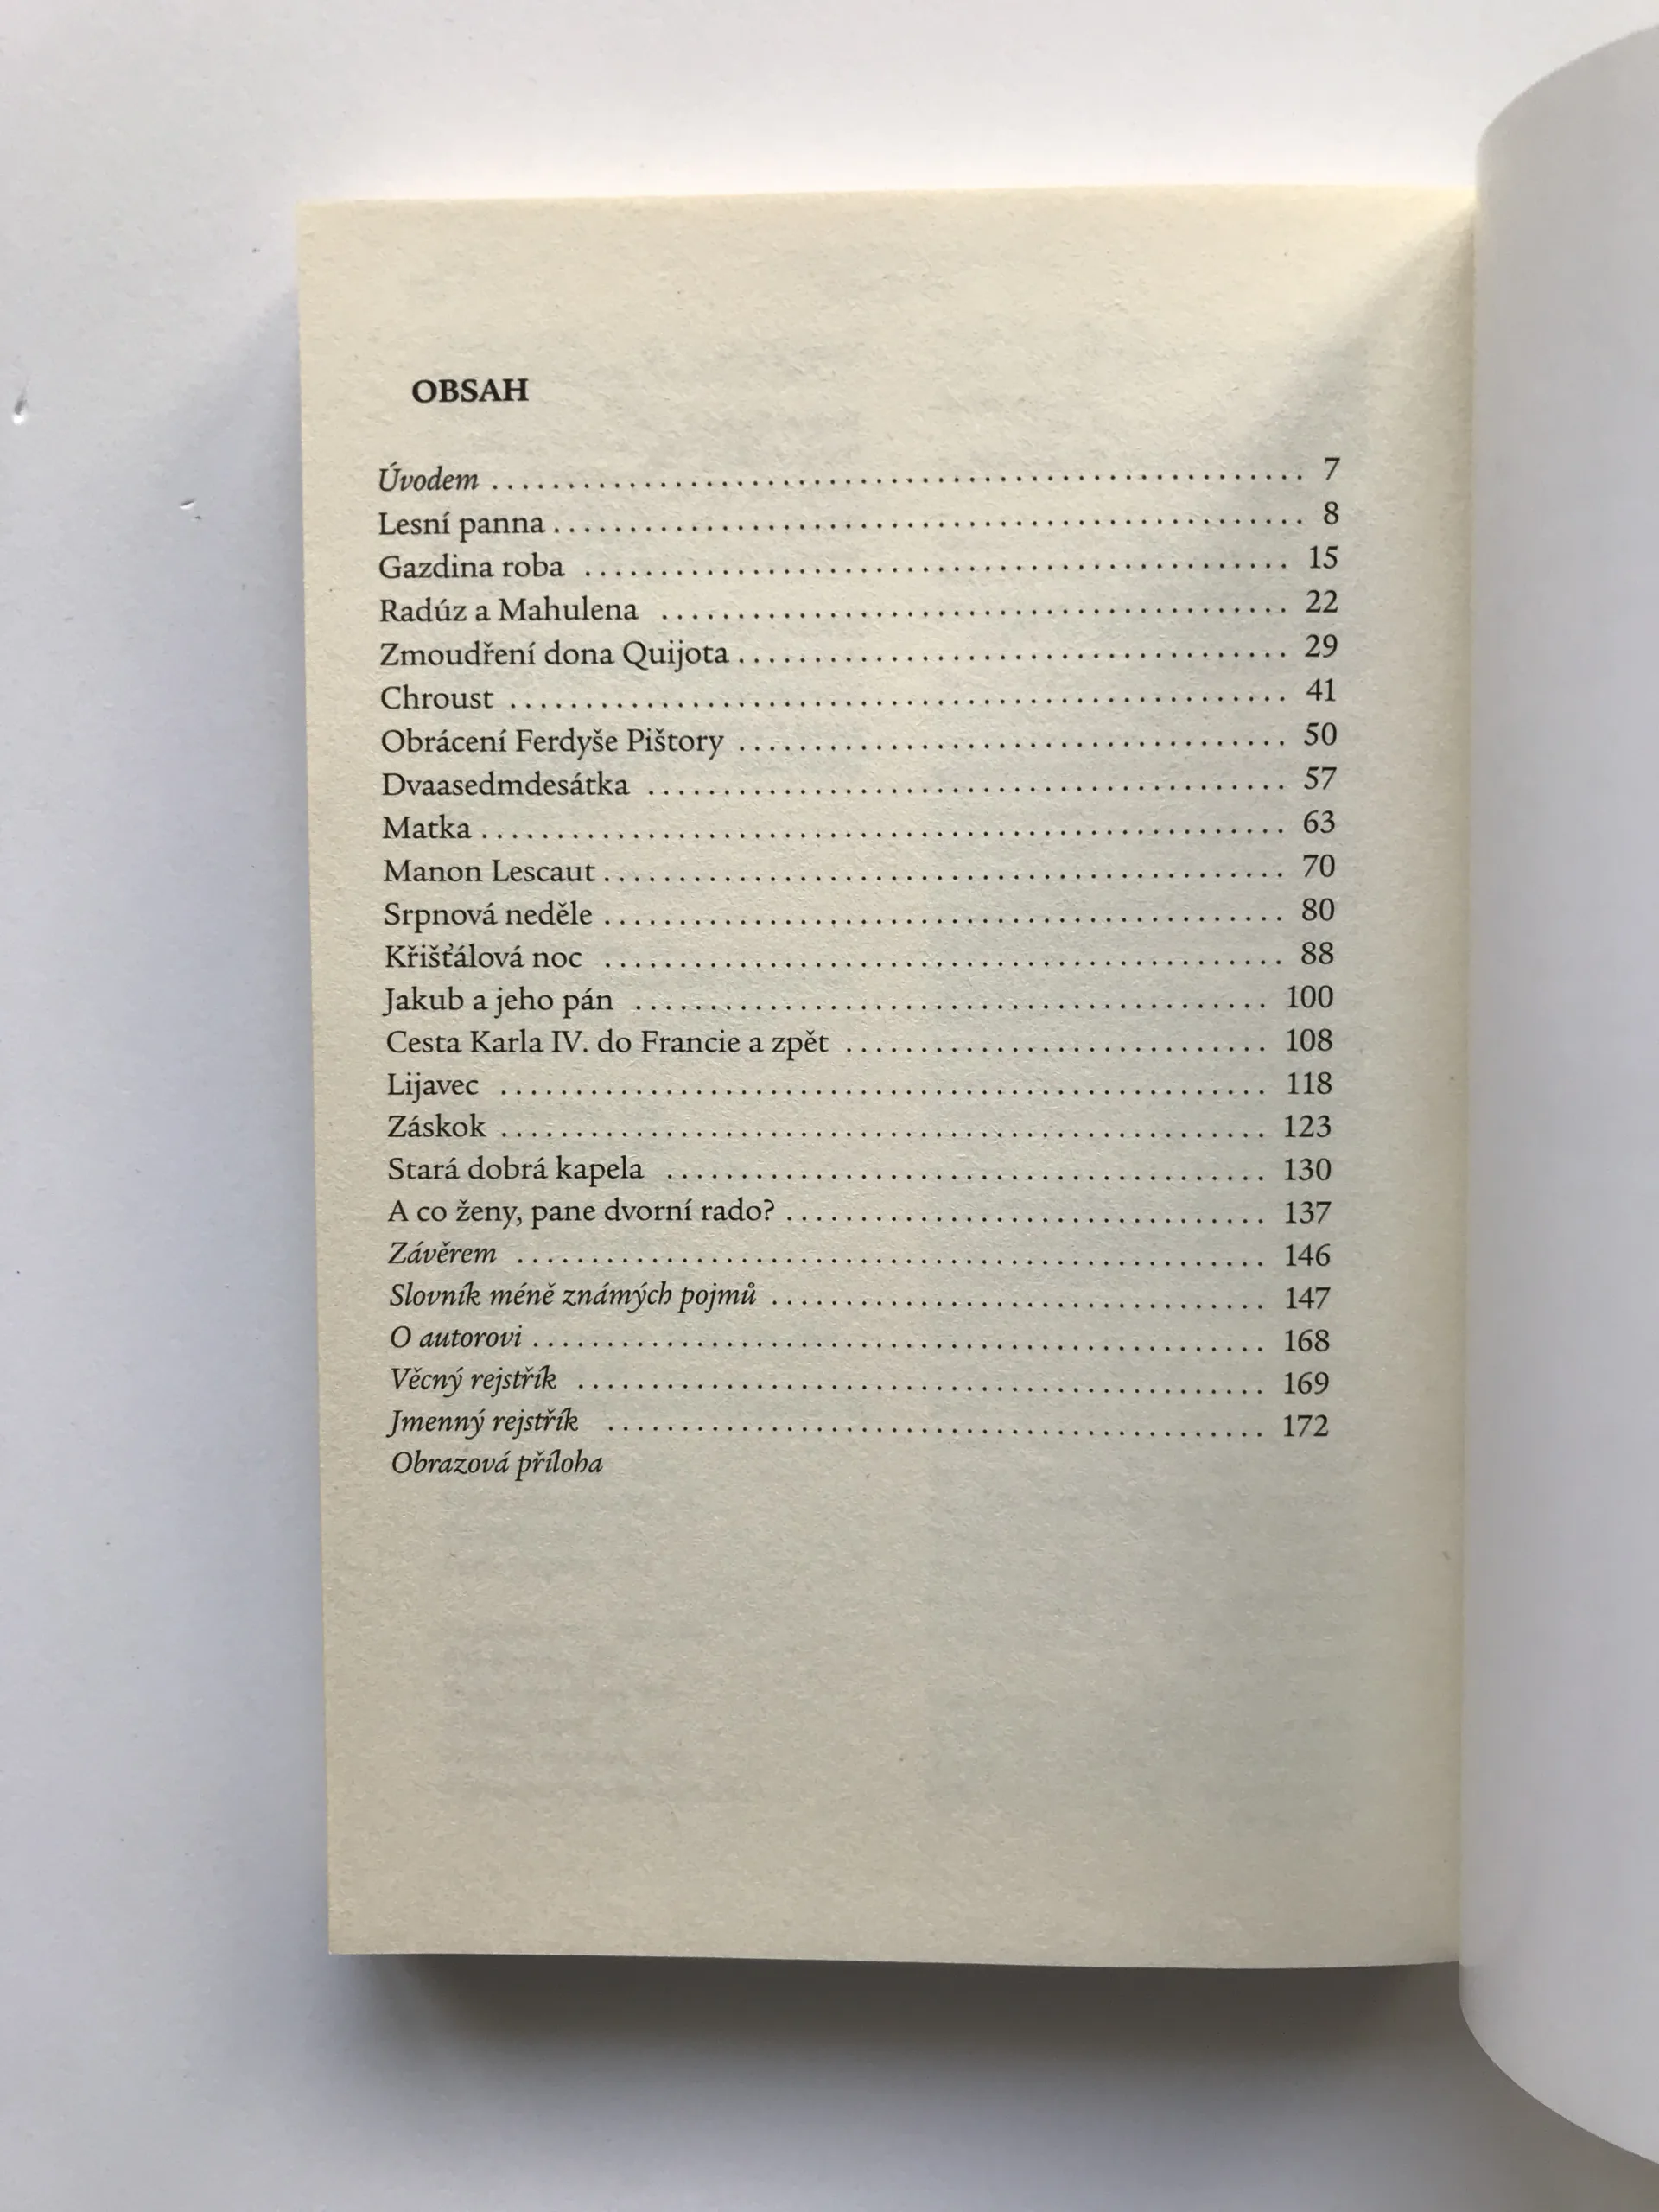 OBSAH
Úvodem ........................................................ 7
Lesní panna ........................................................ 8
Gazdina roba ........................................................ 15
Radúz a Mahulena ........................................................ 22
Zmoudření dona Quijota ........................................................ 29
Chroust ........................................................ 41
Obrácení Ferdyše Pištory ........................................................ 50
Dvaasedmdesátka ........................................................ 57
Matka ........................................................ 63
Manon Lescaut ........................................................ 70
Srpnová neděle ........................................................ 80
Křišťálová noc ........................................................ 88
Jakub a jeho pán ........................................................ 100
Cesta Karla IV. do Francie a zpět ........................................................ 108
Lijavec ........................................................ 118
Záskok ........................................................ 123
Stará dobrá kapela ........................................................ 130
A co ženy, pane dvorní rado? ........................................................ 137
Závěrem ........................................................ 146
Slovník méně známých pojmů ........................................................ 147
O autorovi ........................................................ 168
Věcný rejstřík ........................................................ 169
Jmenný rejstřík ........................................................ 172
Obrazová příloha